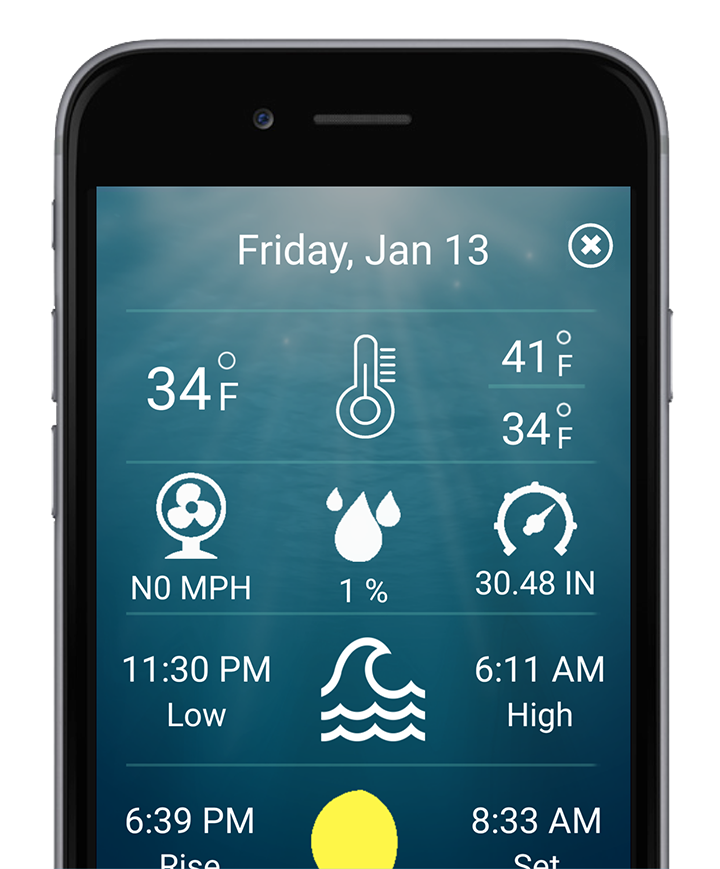 Friday, Jan 13
34°F
41°F
34°F
N0 MPH
1 %
30.48 IN
11:30 PM
Low
6:11 AM
High
6:39 PM
Rise
8:33 AM
Set